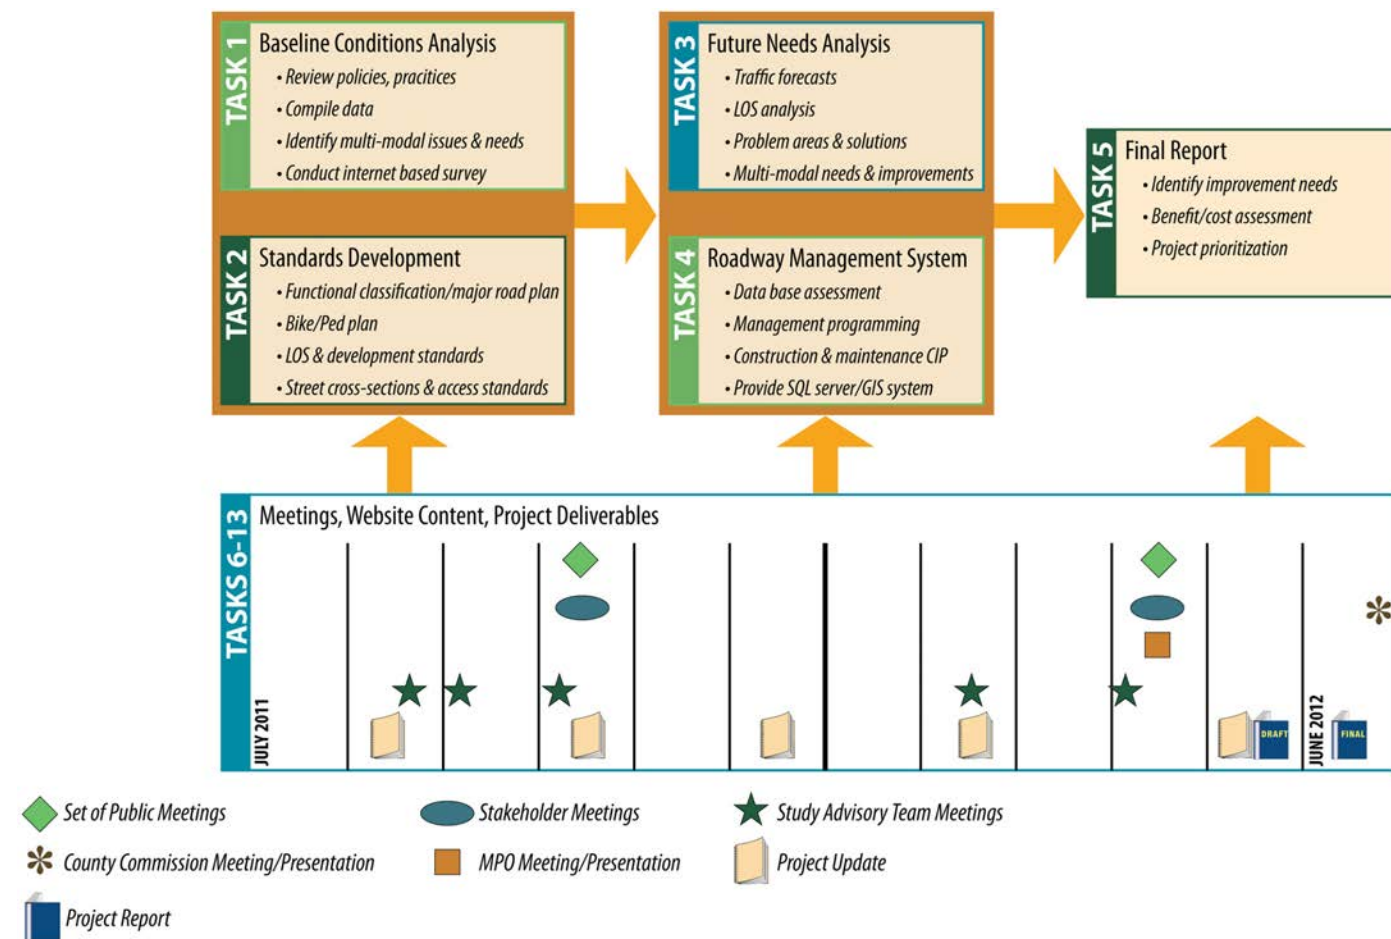 TASK 1
Baseline Conditions Analysis
• Review policies, pracitices
• Compile data
• Identify multi-modal issues & needs
• Conduct internet based survey
TASK 2
Standards Development
• Functional classification/major road plan
• Bike/Ped plan
• LOS & development standards
• Street cross-sections & access standards
TASK 3
Future Needs Analysis
• Traffic forecasts
• LOS analysis
• Problem areas & solutions
• Multi-modal needs & improvements
TASK 4
Roadway Management System
• Data base assessment
• Management programming
• Construction & maintenance CIP
• Provide SQL server/GIS system
TASK 5
Final Report
• Identify improvement needs
• Benefit/cost assessment
• Project prioritization
TASKS 6-13
Meetings, Website Content, Project Deliverables
JULY 2011
DRAFT
JUNE 2012
FINAL
Set of Public Meetings
Stakeholder Meetings
Study Advisory Team Meetings
County Commission Meeting/Presentation
MPO Meeting/Presentation
Project Update
Project Report